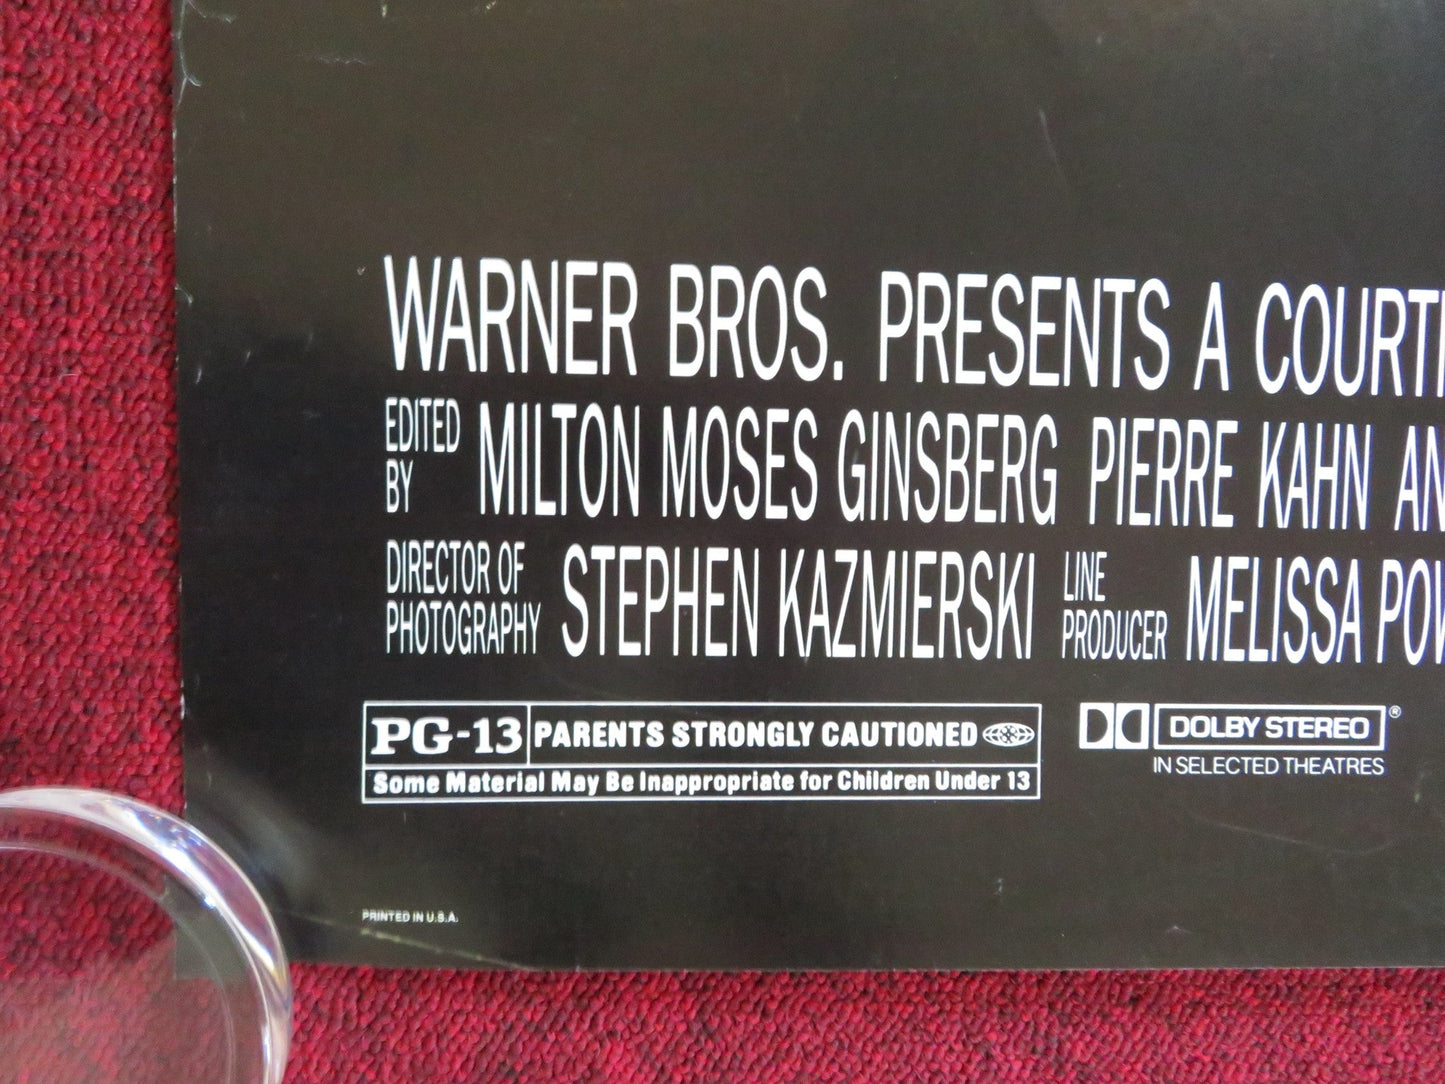 WARNER BROS. PRESENTS A COURT
EDITED BY MILTON MOSES GINSBERG PIERRE KAHN AN
DIRECTOR OF PHOTOGRAPHY STEPHEN KAZMIERSKI LINE PRODUCER MELISSA POW
PG-13 PARENTS STRONGLY CAUTIONED
Some Material May Be Inappropriate for Children Under 13
DOLBY STEREO ®
IN SELECTED THEATRES
PRINTED IN U.S.A.